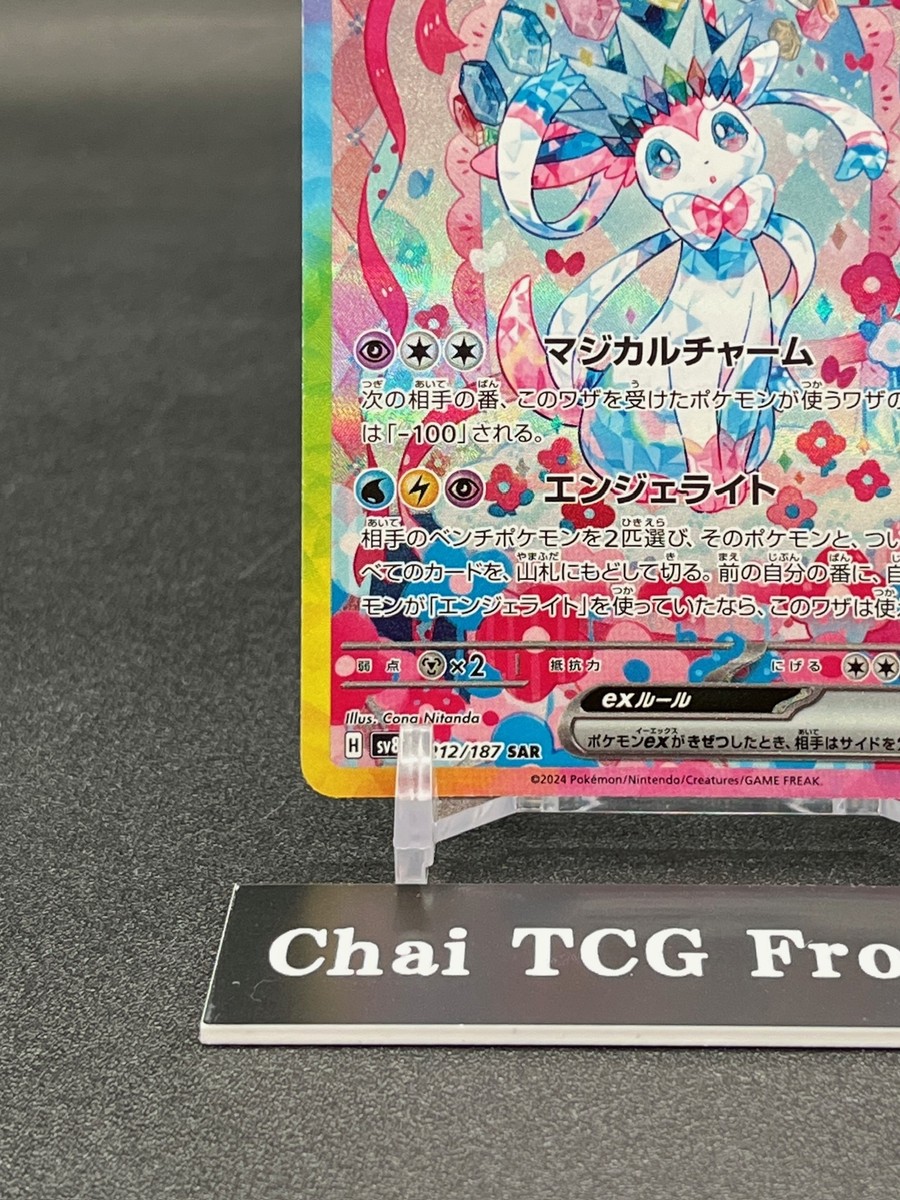 マジカルチャーム
次の相手の番、このワザを受けたポケモンが使うワザの
は「-100」される。
エンジェライト
相手のベンチポケモンを2匹選び、そのポケモンと、つい
べてのカードを、山札にもどして切る。前の自分の番に、自
モンが「エンジェライト」を使っていたなら、このワザは使え
弱点 ×2 抵抗力 にげる
exルール
Illus. Cona Nitanda
ポケモンexがきぜつしたとき、相手はサイドを2
H SV8 212/187 SAR
©2024 Pokémon/Nintendo/Creatures/GAME FREAK.
Chai TCG Fro